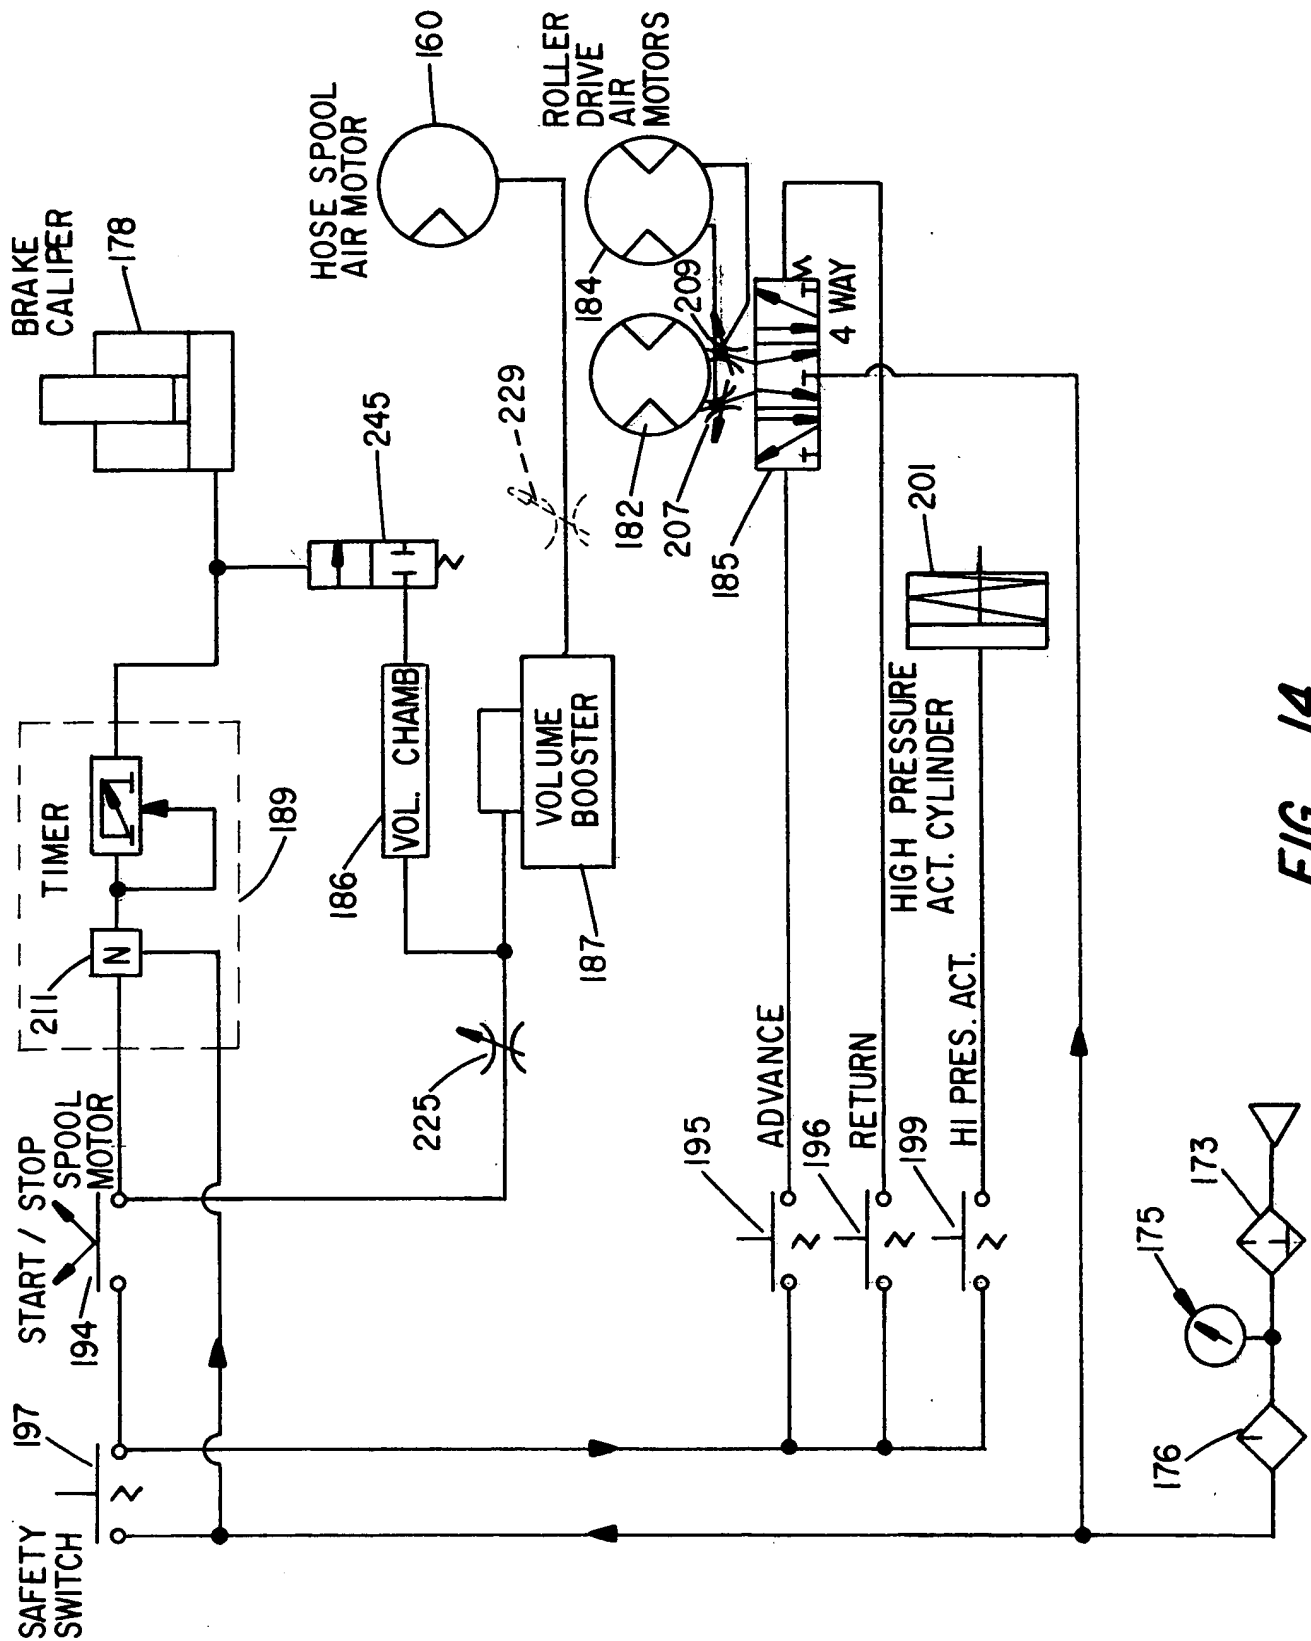 SAFETY
SWITCH
197
START / STOP
SPOOL
MOTOR
194
211
N
TIMER
189
BRAKE
CALIPER
178
225
186
VOL. CHAMB
245
187
VOLUME
BOOSTER
229
HOSE SPOOL
AIR MOTOR
160
ROLLER
DRIVE
AIR
MOTORS
182
184
207
209
185
4 WAY
195
ADVANCE
196
RETURN
199
HI PRES. ACT.
HIGH PRESSURE
ACT. CYLINDER
201
176
175
173
FIG. 14